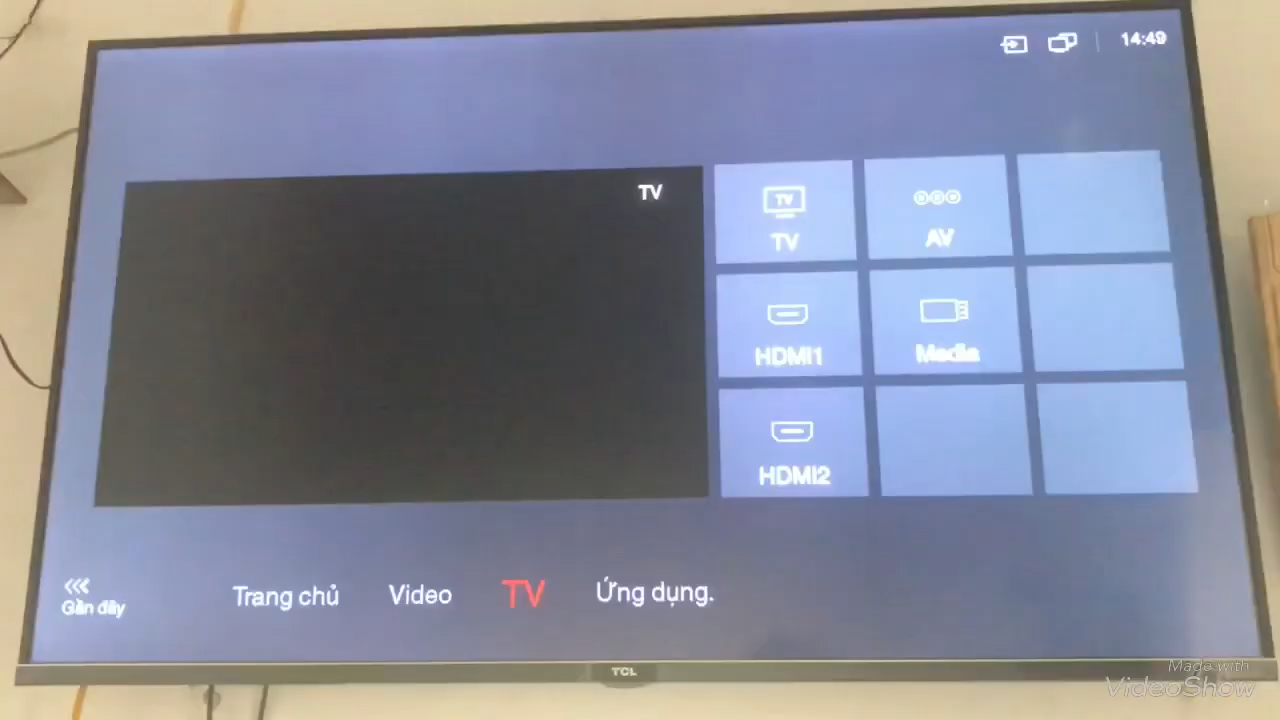 14:49
TV
TV
TV
AV
HDMI1
Media
HDMI2
Gần đây
Trang chủ
Video
TV
Ứng dụng.
TCL
Made with
VideoShow